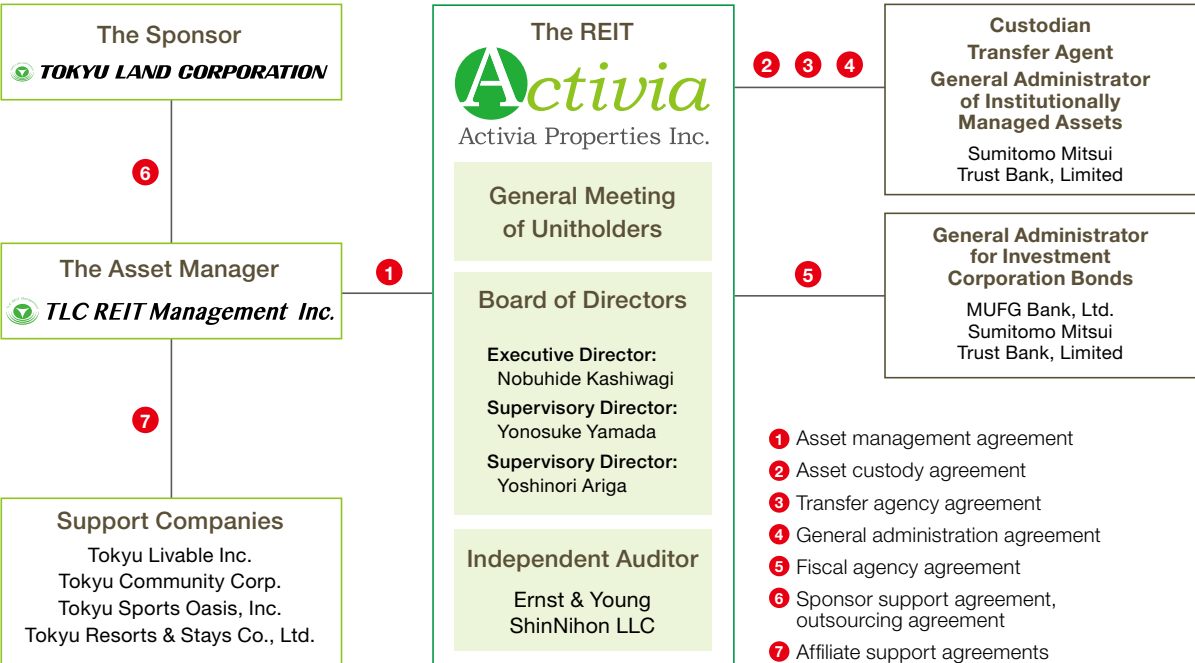 The Sponsor
TOKYU LAND CORPORATION
6
The Asset Manager
TLC REIT Management Inc.
7
Support Companies
Tokyu Livable Inc.
Tokyu Community Corp.
Tokyu Sports Oasis, Inc.
Tokyu Resorts & Stays Co., Ltd.
1
The REIT
Activia
Activia Properties Inc.
General Meeting
of Unitholders
Board of Directors
Executive Director:
Nobuhide Kashiwagi
Supervisory Director:
Yonosuke Yamada
Supervisory Director:
Yoshinori Ariga
Independent Auditor
Ernst & Young
ShinNihon LLC
2 3 4
Custodian
Transfer Agent
General Administrator
of Institutionally
Managed Assets
Sumitomo Mitsui
Trust Bank, Limited
5
General Administrator
for Investment
Corporation Bonds
MUFG Bank, Ltd.
Sumitomo Mitsui
Trust Bank, Limited
1 Asset management agreement
2 Asset custody agreement
3 Transfer agency agreement
4 General administration agreement
5 Fiscal agency agreement
6 Sponsor support agreement,
outsourcing agreement
7 Affiliate support agreements